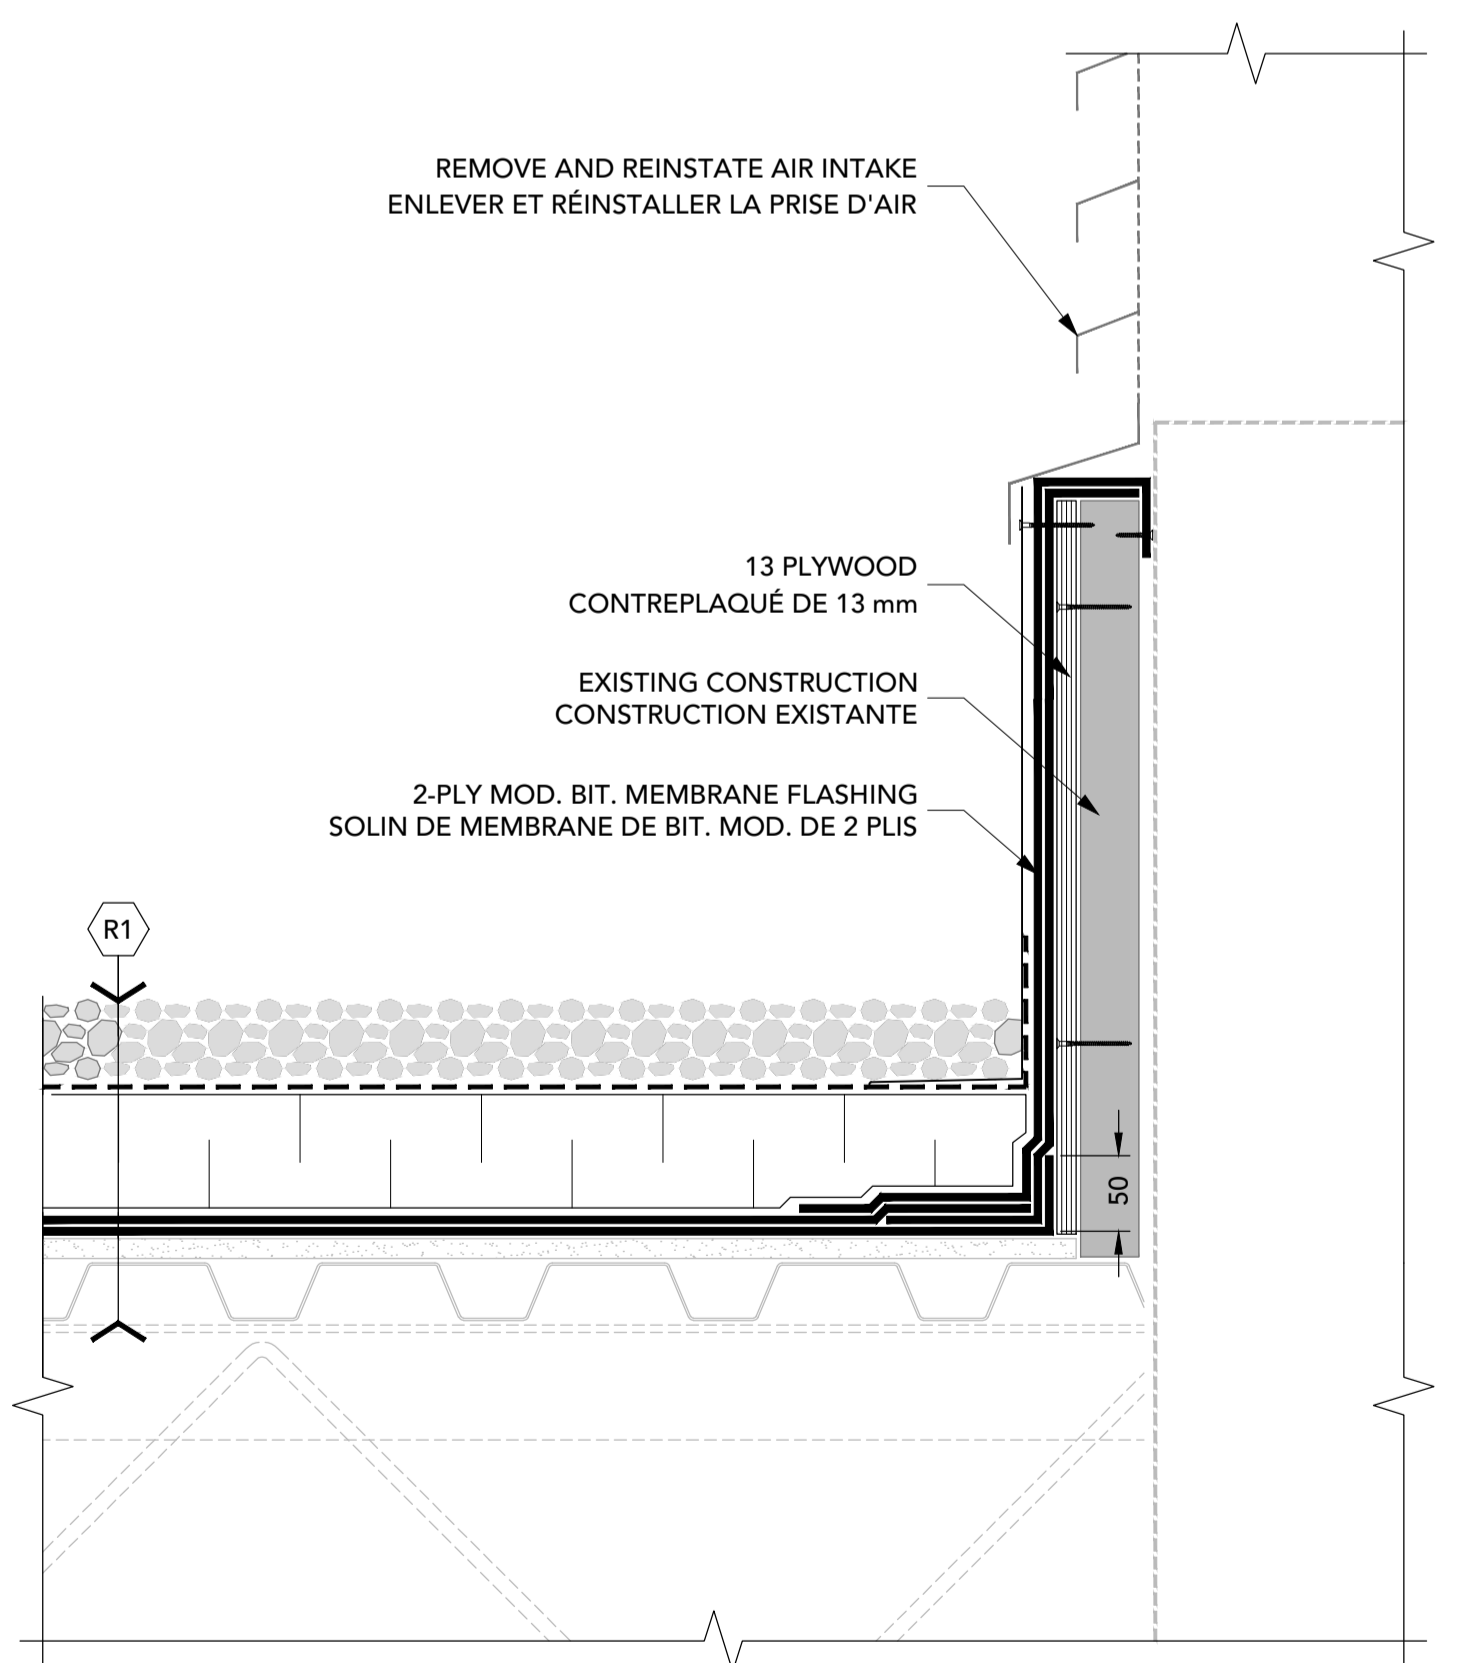 REMOVE AND REINSTATE AIR INTAKE
ENLEVER ET RÉINSTALLER LA PRISE D'AIR
13 PLYWOOD
CONTREPLAQUÉ DE 13 mm
EXISTING CONSTRUCTION
CONSTRUCTION EXISTANTE
2-PLY MOD. BIT. MEMBRANE FLASHING
SOLIN DE MEMBRANE DE BIT. MOD. DE 2 PLIS
R1
50